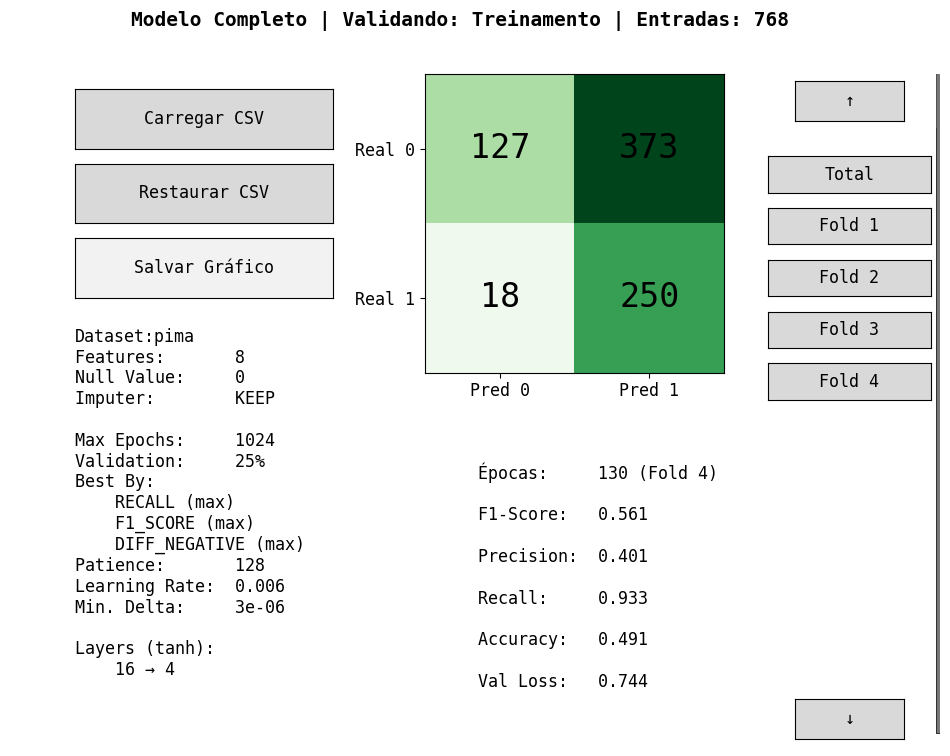 Modelo Completo | Validando: Treinamento | Entradas: 768
Carregar CSV
Restaurar CSV
Salvar Gráfico
Dataset:pima
Features: 8
Null Value: 0
Imputer: KEEP
Max Epochs: 1024
Validation: 25%
Best By:
RECALL (max)
F1_SCORE (max)
DIFF_NEGATIVE (max)
Patience: 128
Learning Rate: 0.006
Min. Delta: 3e-06
Layers (tanh):
16 → 4
Real 0
127 373
Real 1
18 250
Pred 0 Pred 1
Épocas: 130 (Fold 4)
F1-Score: 0.561
Precision: 0.401
Recall: 0.933
Accuracy: 0.491
Val Loss: 0.744
↑
Total
Fold 1
Fold 2
Fold 3
Fold 4
↓